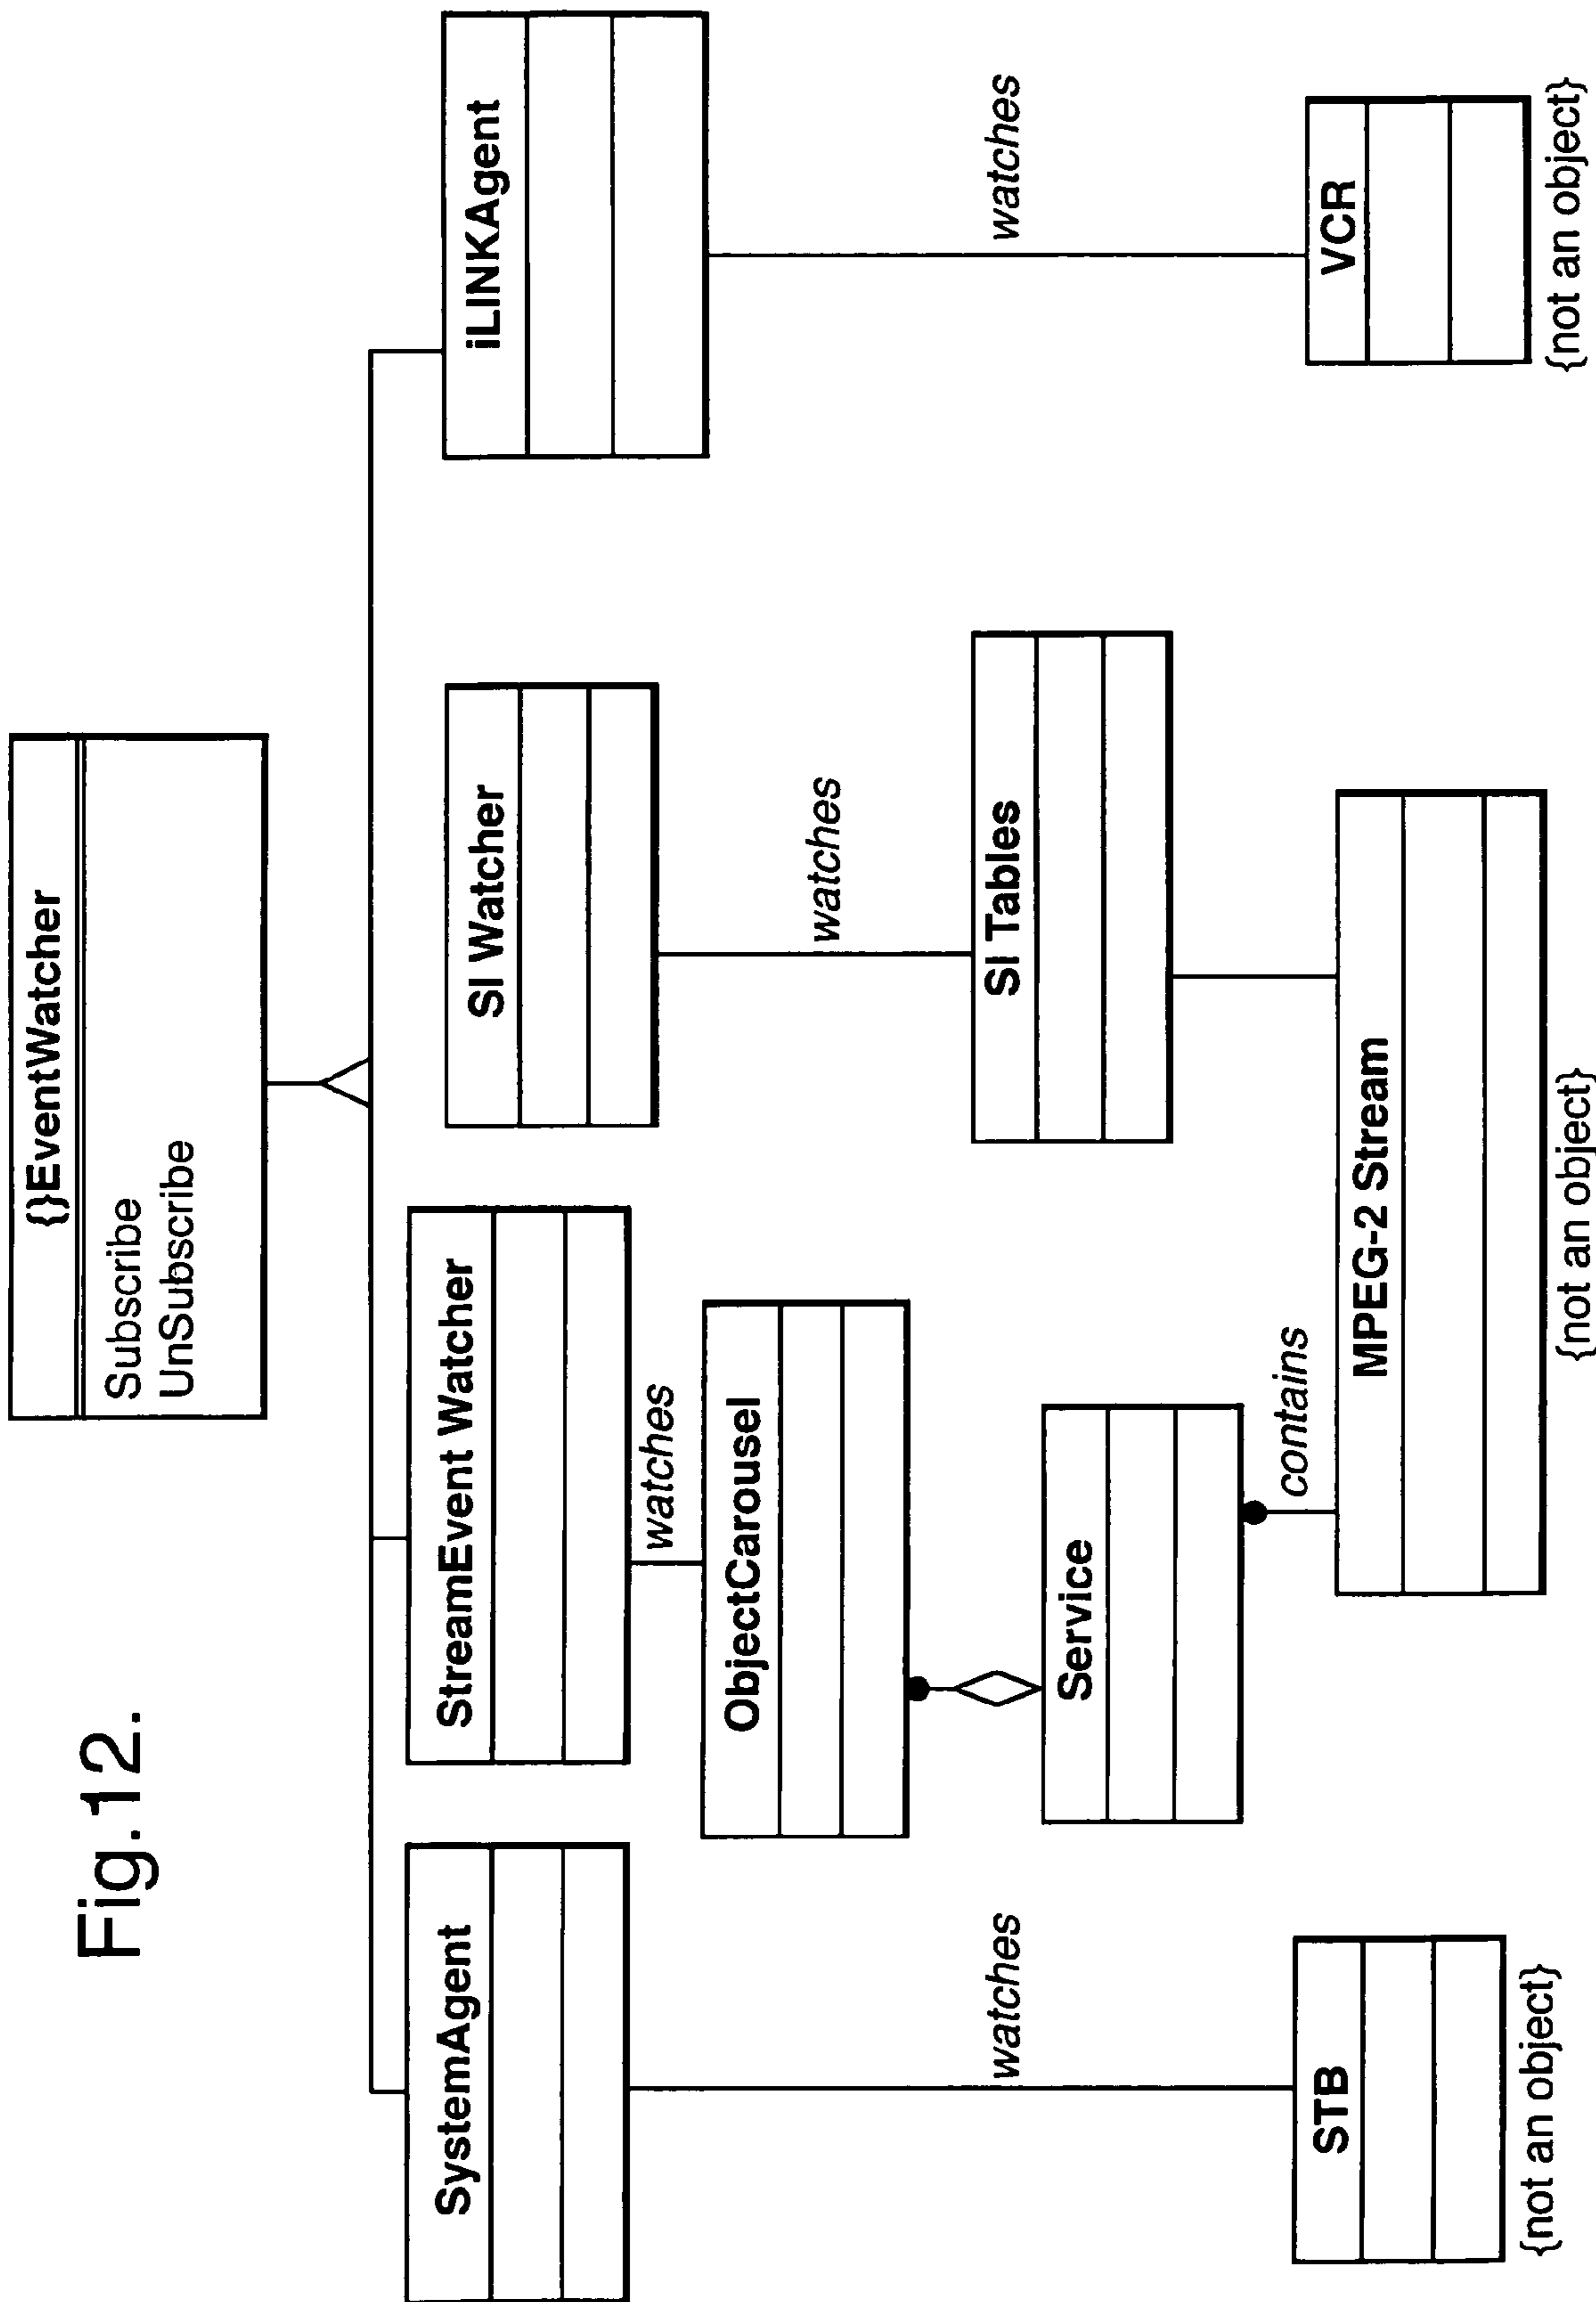 Fig.12.
{}EventWatcher
Subscribe
UnSubscribe
SystemAgent
StreamEvent Watcher
SI Watcher
iLINKAgent
watches
ObjectCarousel
watches
watches
watches
SI Tables
Service
contains
STB
{not an object}
MPEG-2 Stream
{not an object}
VCR
{not an object}